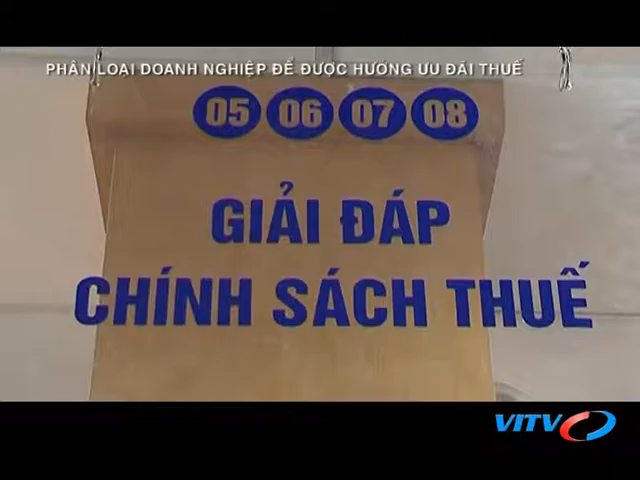 PHÂN LOẠI DOANH NGHIỆP ĐỂ ĐƯỢC HƯỞNG ƯU ĐÃI THUẾ
05 06 07 08
GIẢI ĐÁP
CHÍNH SÁCH THUẾ
VITV